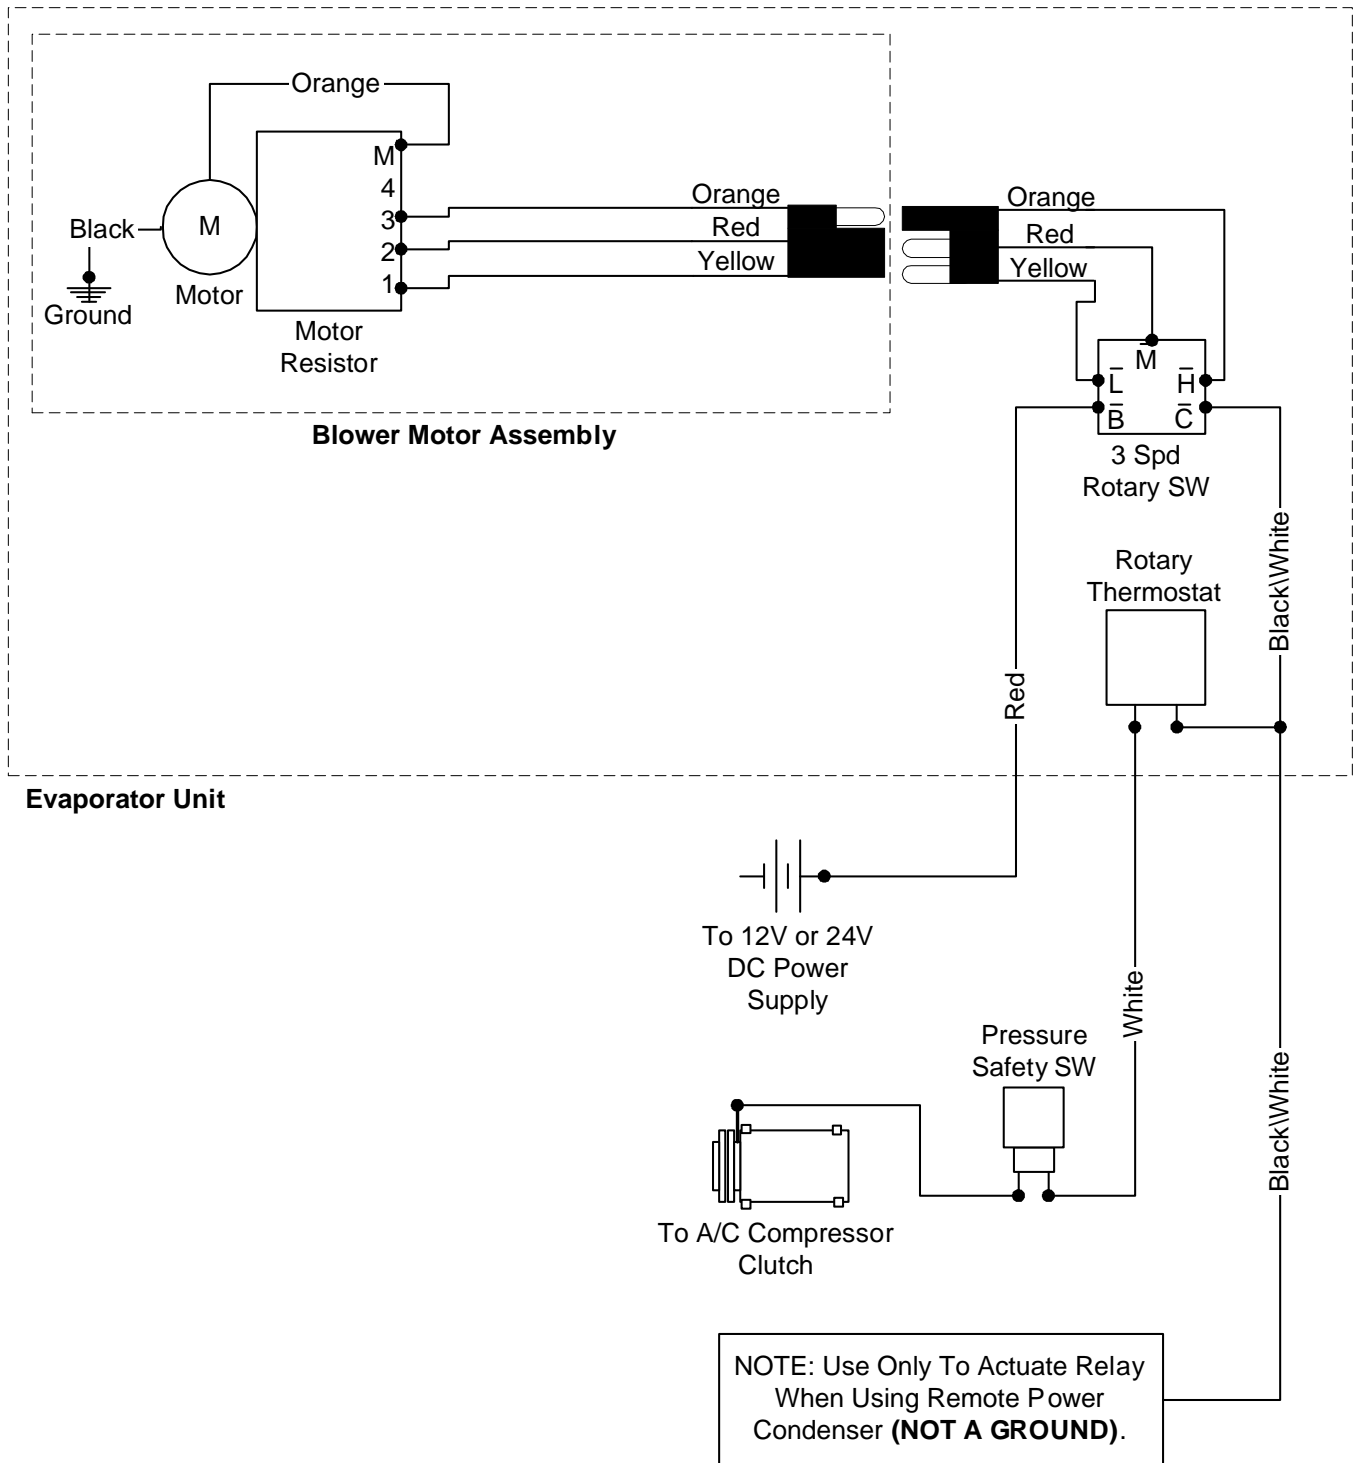 Orange
M
4
3
2
1
Black
M
Motor
Ground
Motor
Resistor
Orange
Red
Yellow
Orange
Red
Yellow
Blower Motor Assembly
M
L
H
B
C
3 Spd
Rotary SW
Black\White
Rotary
Thermostat
Red
Evaporator Unit
To 12V or 24V
DC Power
Supply
White
Pressure
Safety SW
Black\White
To A/C Compressor
Clutch
NOTE: Use Only To Actuate Relay
When Using Remote Power
Condenser (NOT A GROUND).